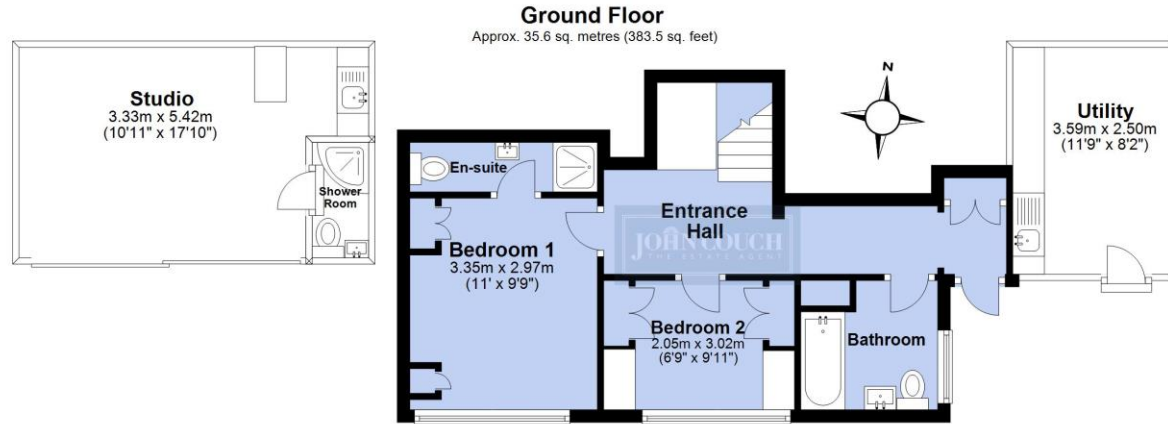 Ground Floor
Approx. 35.6 sq. metres (383.5 sq. feet)
Studio
3.33m x 5.42m
(10'11" x 17'10")
Shower
Room
En-suite
Bedroom 1
3.35m x 2.97m
(11' x 9'9")
Entrance
Hall
JOHN COUCH
THE ESTATE AGENT
Bedroom 2
2.05m x 3.02m
(6'9" x 9'11")
Bathroom
N
Utility
3.59m x 2.50m
(11'9" x 8'2")